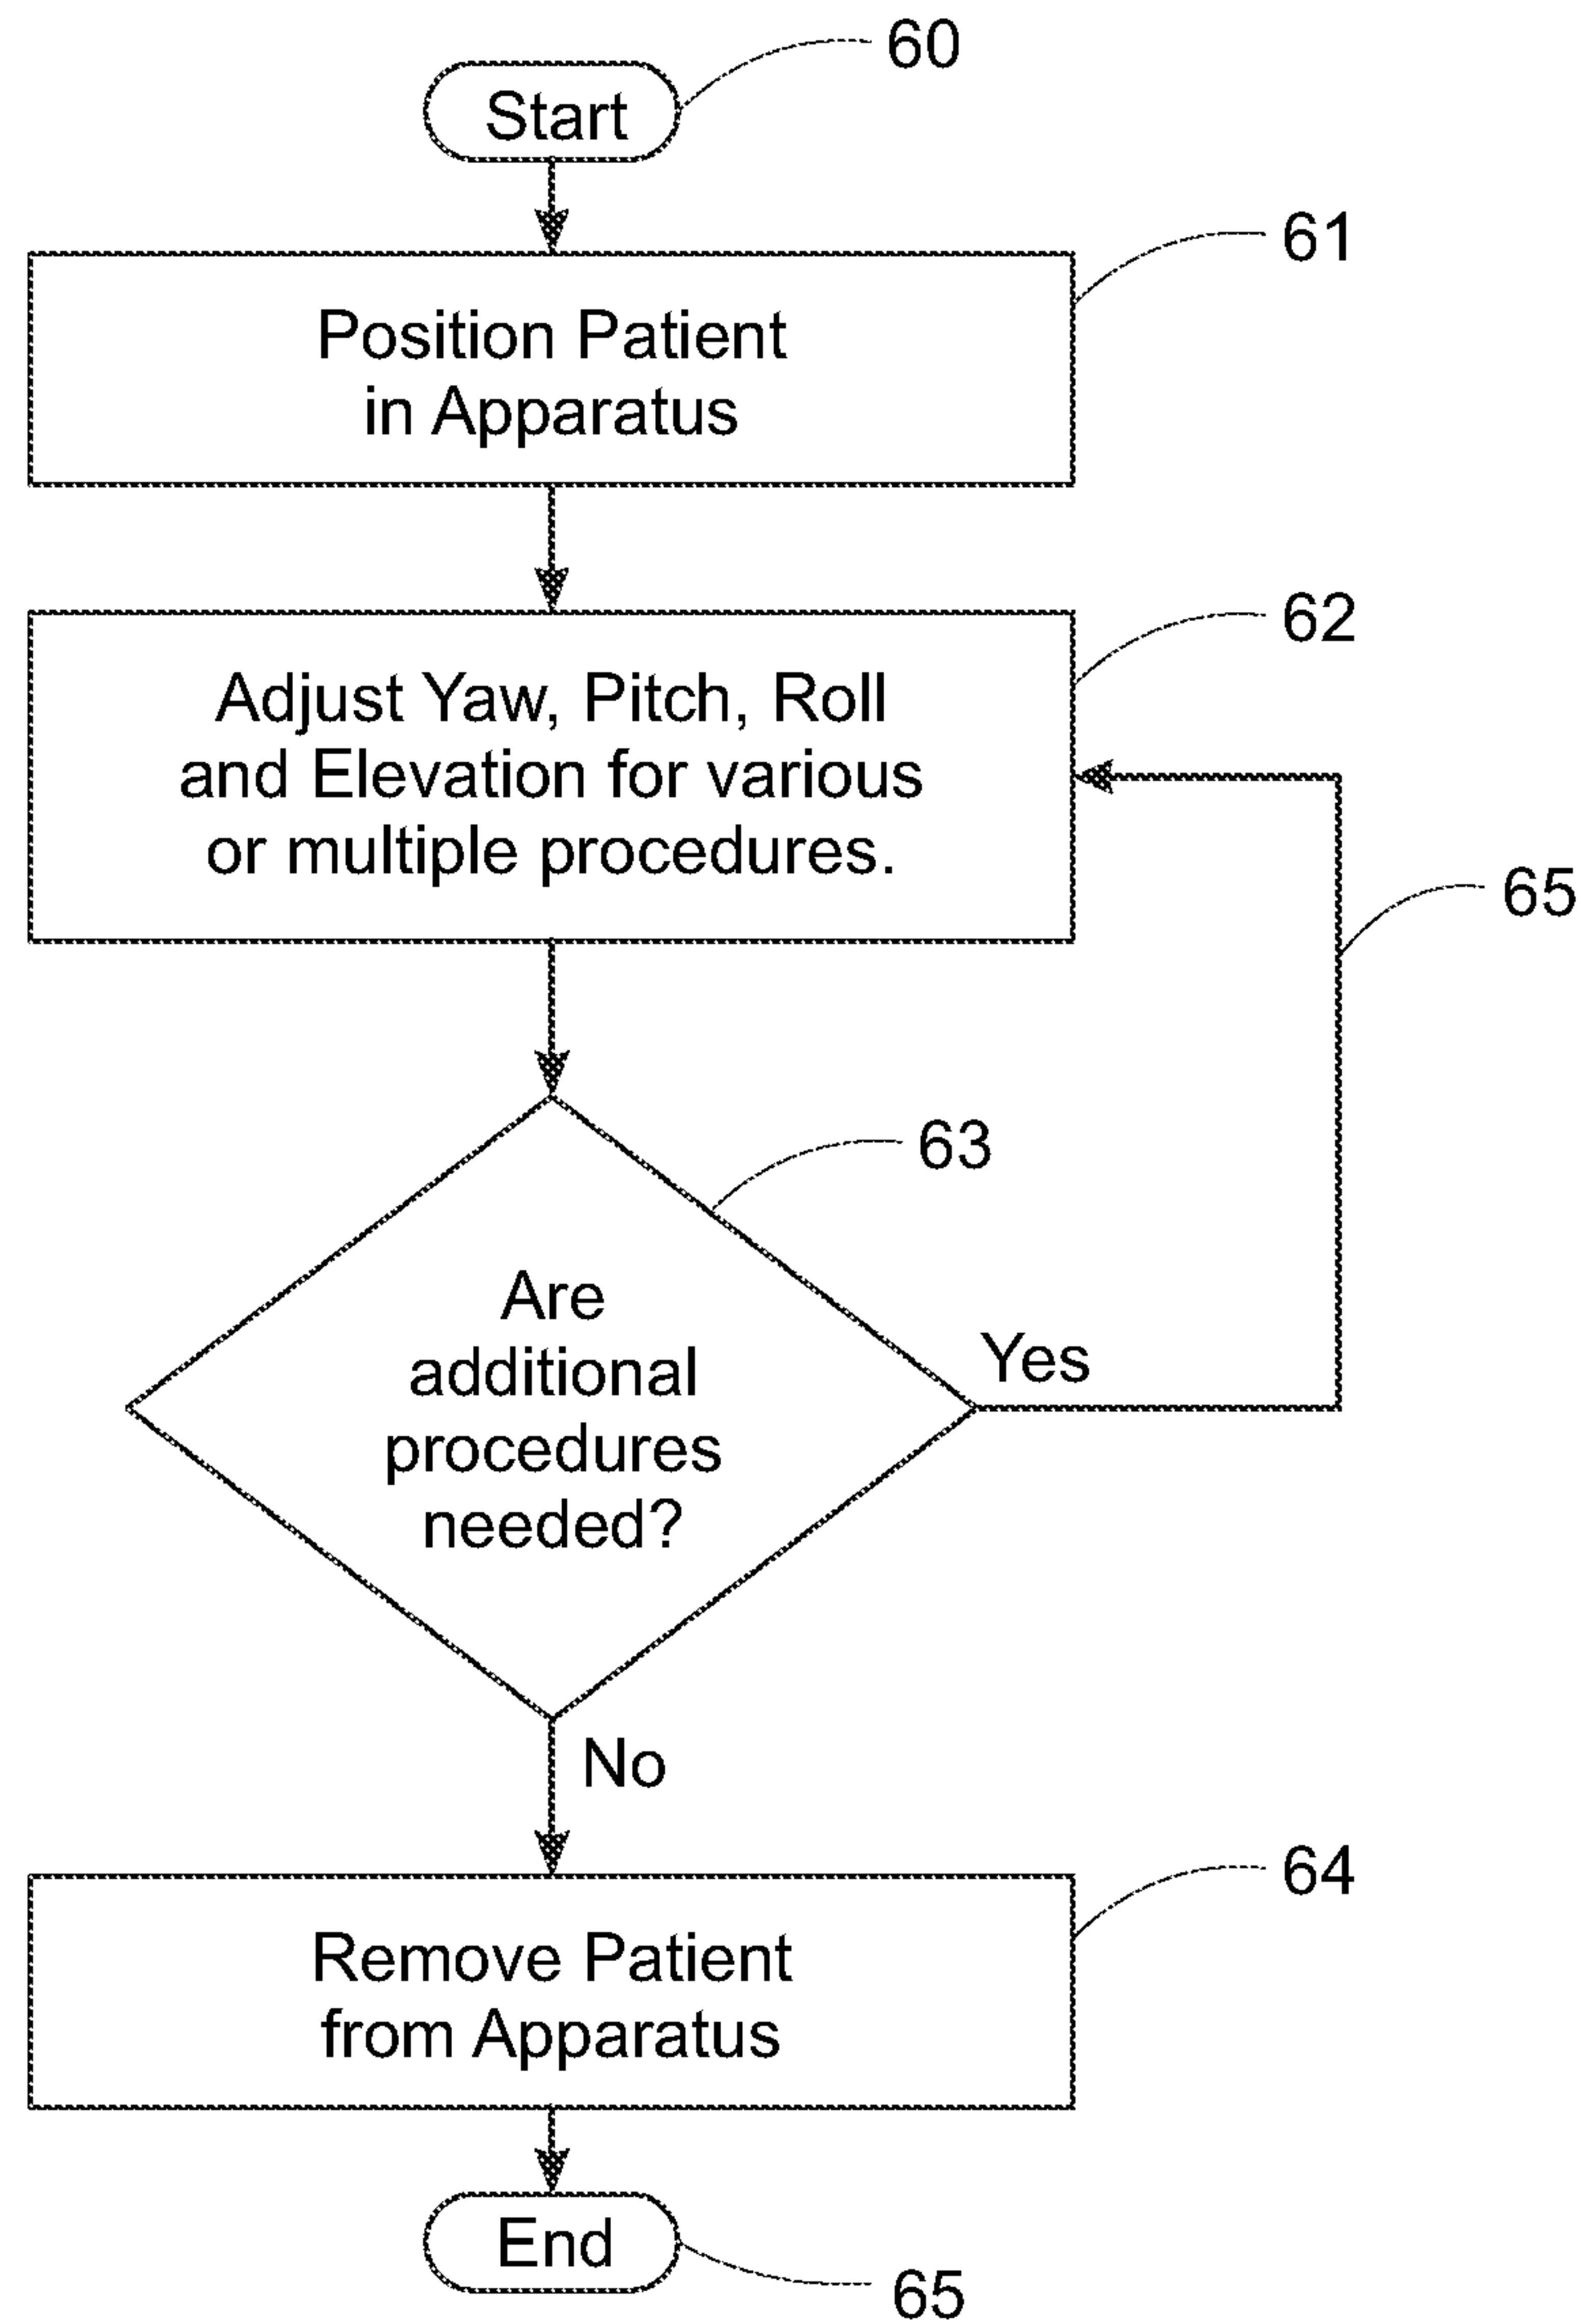 60
Start
61
Position Patient
in Apparatus
62
Adjust Yaw, Pitch, Roll
and Elevation for various
or multiple procedures.
65
63
Are
additional
procedures
needed?
Yes
No
64
Remove Patient
from Apparatus
End
65